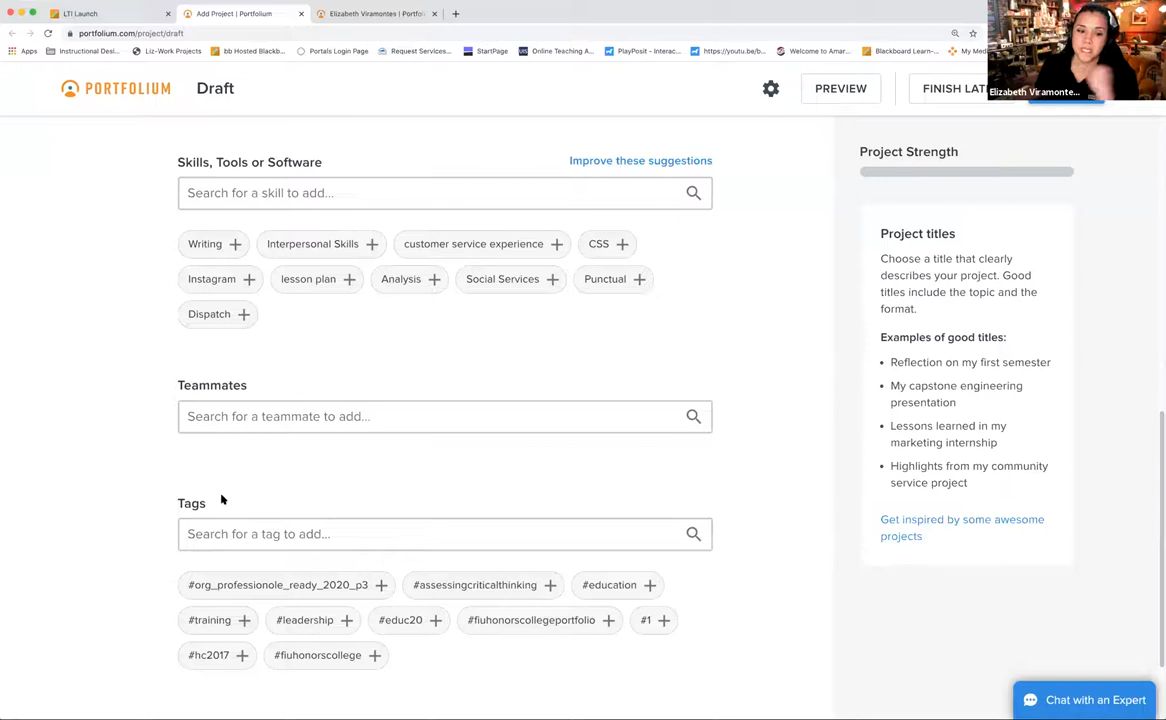 LTI Launch
Add Project | Portfolium
Elizabeth Viramontes | Portfol
portfolium.com/project/draft
Apps
Instructional Desi...
Liz-Work Projects
bb Hosted Blackb...
Portals Login Page
Request Services...
StartPage
Online Teaching A...
PlayPosit - Interac...
https://youtu.be/b...
Welcome to Amar...
Blackboard Learn-...
My Med
Elizabeth Viramonte...
PORTFOLIUM
Draft
PREVIEW
FINISH LATE
Skills, Tools or Software
Improve these suggestions
Search for a skill to add...
Writing +
Interpersonal Skills +
customer service experience +
CSS +
Instagram +
lesson plan +
Analysis +
Social Services +
Punctual +
Dispatch +
Teammates
Search for a teammate to add...
Tags
Search for a tag to add...
#org_professionole_ready_2020_p3 +
#assessingcriticalthinking +
#education +
#training +
#leadership +
#educ20 +
#fiuhonorscollegeportfolio +
#1 +
#hc2017 +
#fiuhonorscollege +
Project Strength
Project titles
Choose a title that clearly
describes your project. Good
titles include the topic and the
format.
Examples of good titles:
• Reflection on my first semester
• My capstone engineering
presentation
• Lessons learned in my
marketing internship
• Highlights from my community
service project
Get inspired by some awesome
projects
Chat with an Expert